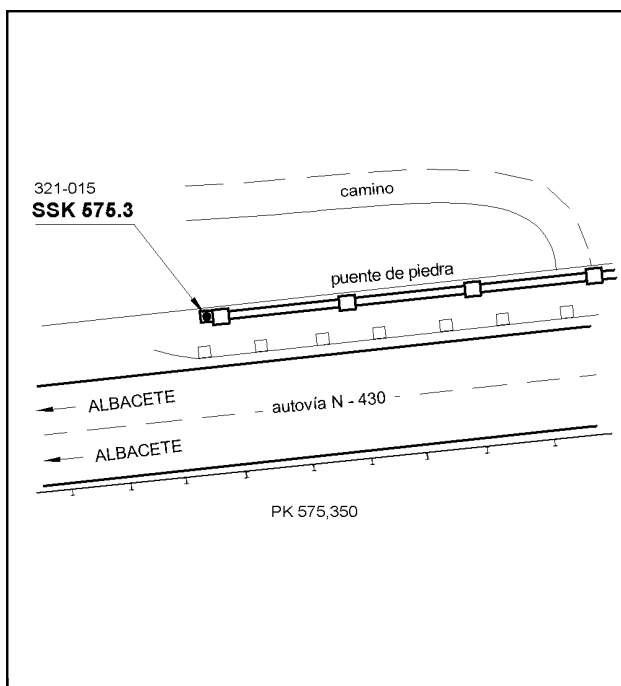 camino
321-015
SSK 575.3
puente de piedra
ALBACETE
autovía N - 430
ALBACETE
PK 575,350